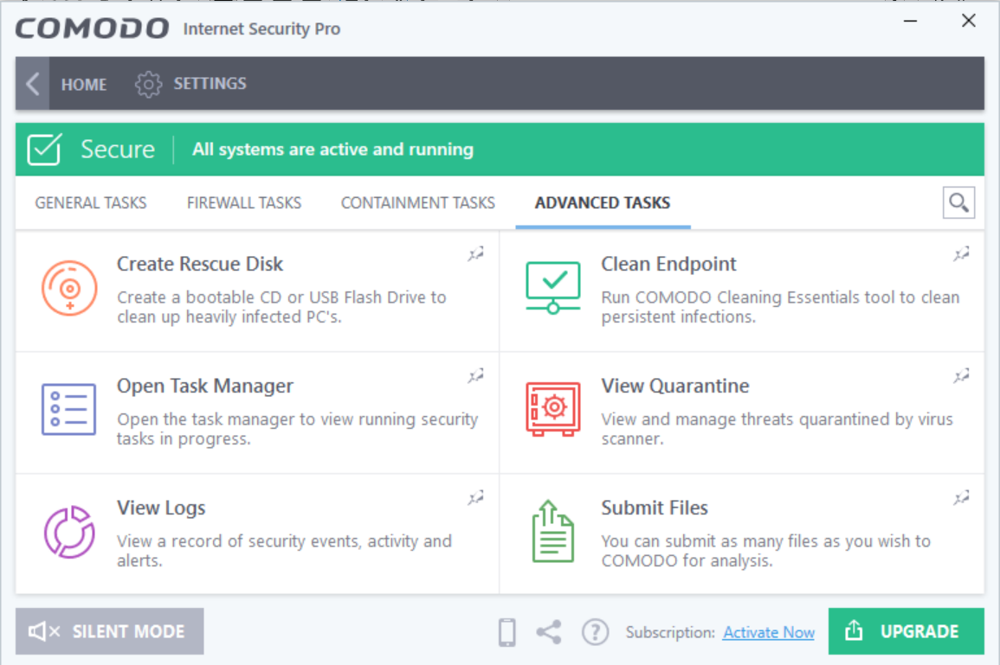 COMODO Internet Security Pro
HOME SETTINGS
Secure All systems are active and running
GENERAL TASKS FIREWALL TASKS CONTAINMENT TASKS ADVANCED TASKS
Create Rescue Disk
Create a bootable CD or USB Flash Drive to
clean up heavily infected PC's.
Clean Endpoint
Run COMODO Cleaning Essentials tool to clean
persistent infections.
Open Task Manager
Open the task manager to view running security
tasks in progress.
View Quarantine
View and manage threats quarantined by virus
scanner.
View Logs
View a record of security events, activity and
alerts.
Submit Files
You can submit as many files as you wish to
COMODO for analysis.
SILENT MODE ? Subscription: Activate Now UPGRADE